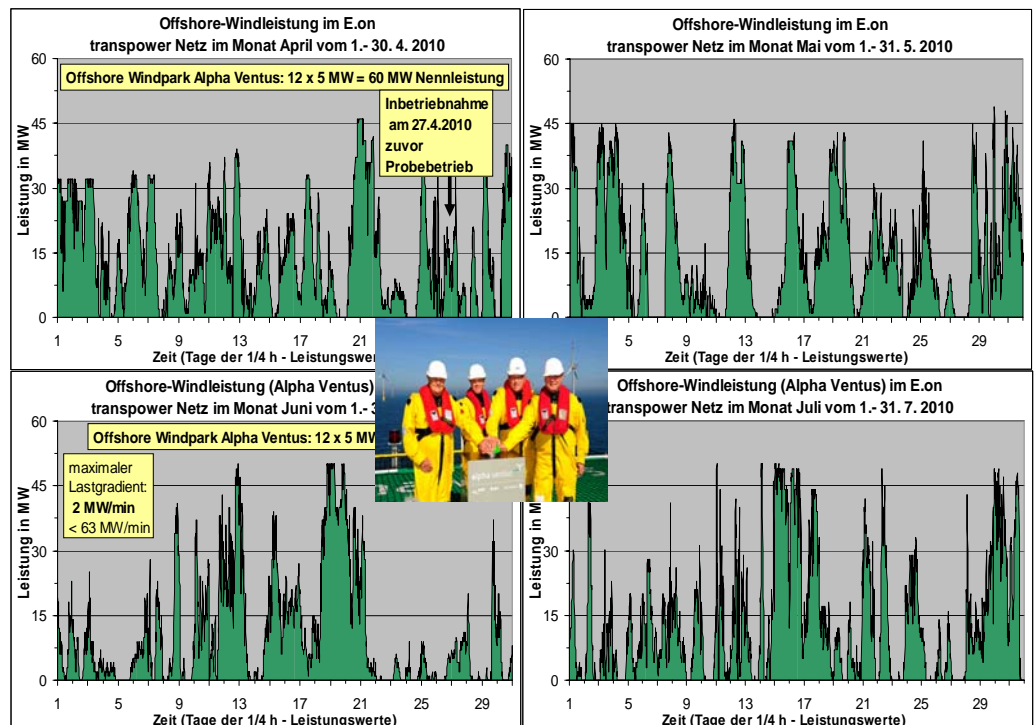 Offshore-Windleistung im E.on
transpower Netz im Monat April vom 1.- 30. 4. 2010
60
Offshore Windpark Alpha Ventus: 12 x 5 MW = 60 MW Nennleistung
Inbetriebnahme
am 27.4.2010
zuvor
Probebetrieb
45
30
15
0
Leistung in MW
1 5 9 13 17 21 25 29
Zeit (Tage der 1/4 h - Leistungswerte)
Offshore-Windleistung im E.on
transpower Netz im Monat Mai vom 1.- 31. 5. 2010
60
45
30
15
0
Leistung in MW
1 5 9 13 17 21 25 29
Zeit (Tage der 1/4 h - Leistungswerte)
Offshore-Windleistung (Alpha Ventus)
transpower Netz im Monat Juni vom 1.- 3
60
Offshore Windpark Alpha Ventus: 12 x 5 MW
maximaler
Lastgradient:
2 MW/min
< 63 MW/min
45
30
15
0
Leistung in MW
1 5 9 13 17 21 25 29
Zeit (Tage der 1/4 h - Leistungswerte)
alpha ventus
Offshore-Windleistung (Alpha Ventus) im E.on
transpower Netz im Monat Juli vom 1.- 31. 7. 2010
60
45
30
15
0
Leistung in MW
1 5 9 13 17 21 25 29
Zeit (Tage der 1/4 h - Leistungswerte)